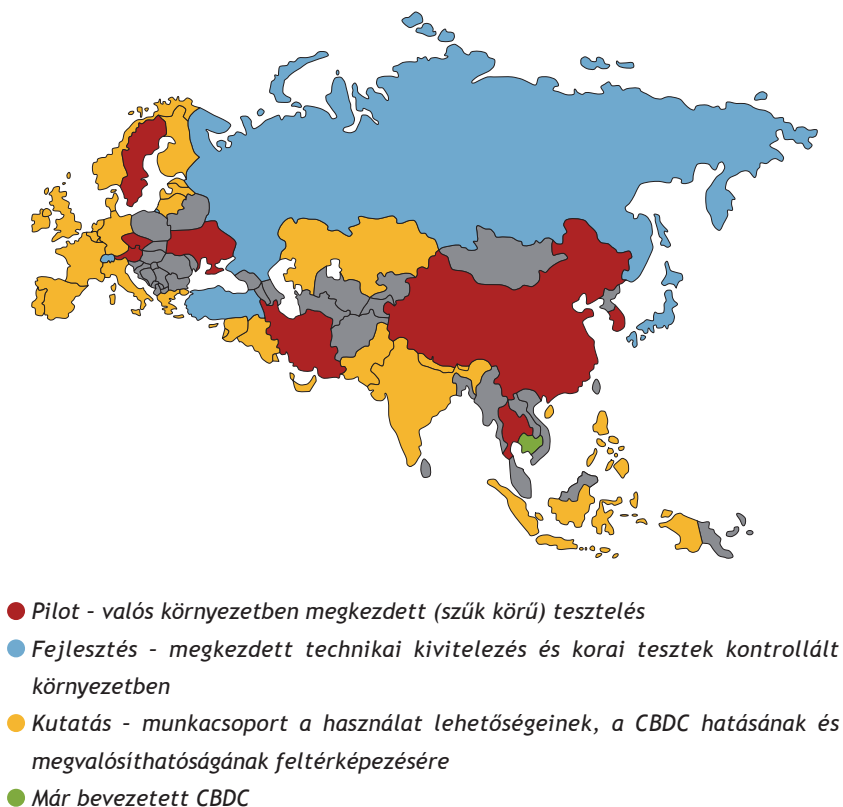 Pilot – valós környezetben megkezdett (szűk körű) tesztelés
Fejlesztés – megkezdett technikai kivitelezés és korai tesztek kontrollált
környezetben
Kutatás – munkacsoport a használat lehetőségeinek, a CBDC hatásának és
megvalósíthatóságának feltérképezésére
Már bevezetett CBDC